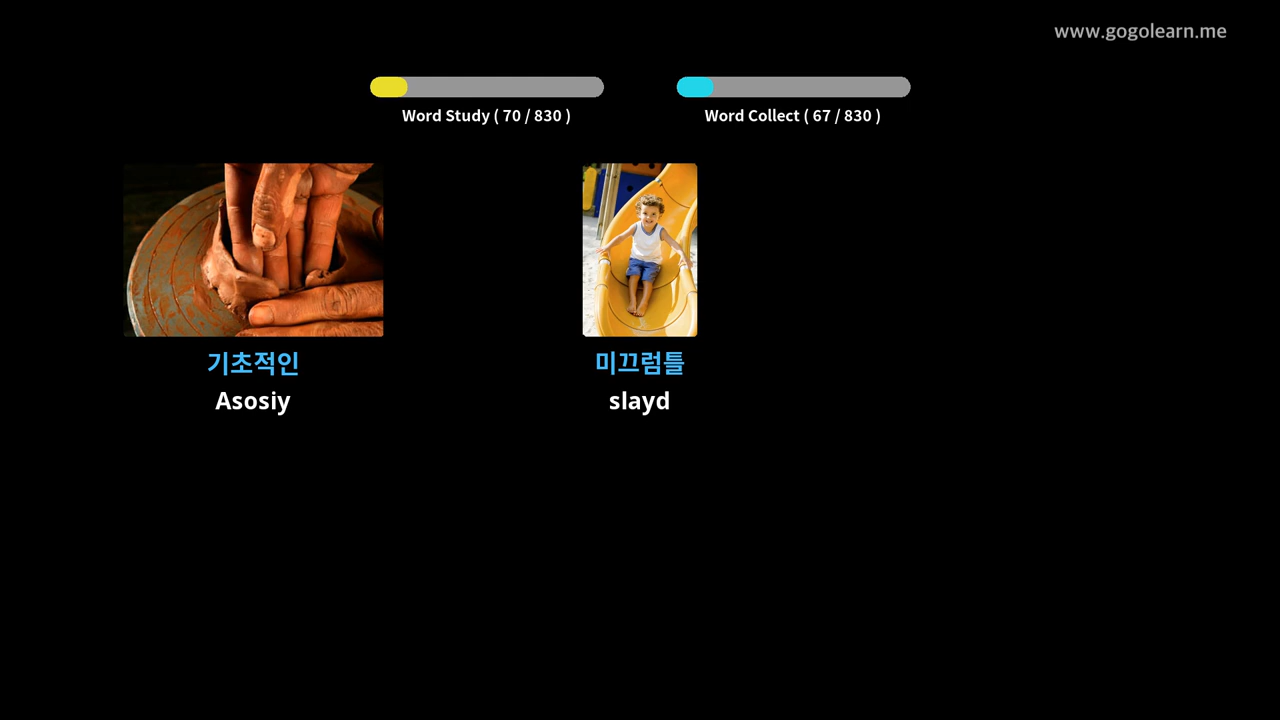 www.gogolearn.me
Word Study ( 70 / 830 )
Word Collect ( 67 / 830 )
기초적인
Asosiy
미끄럼틀
slayd